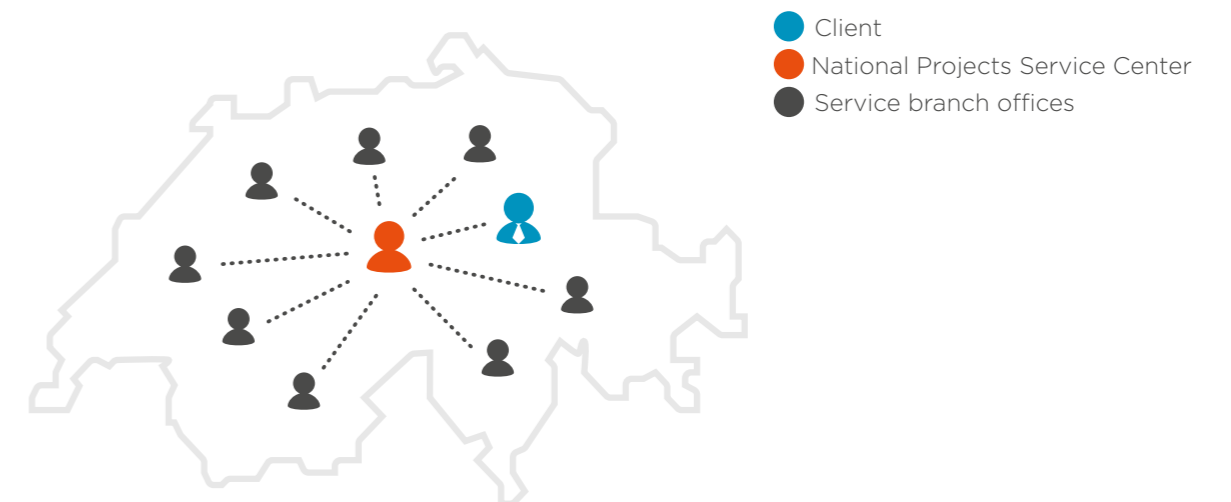 Client
National Projects Service Center
Service branch offices